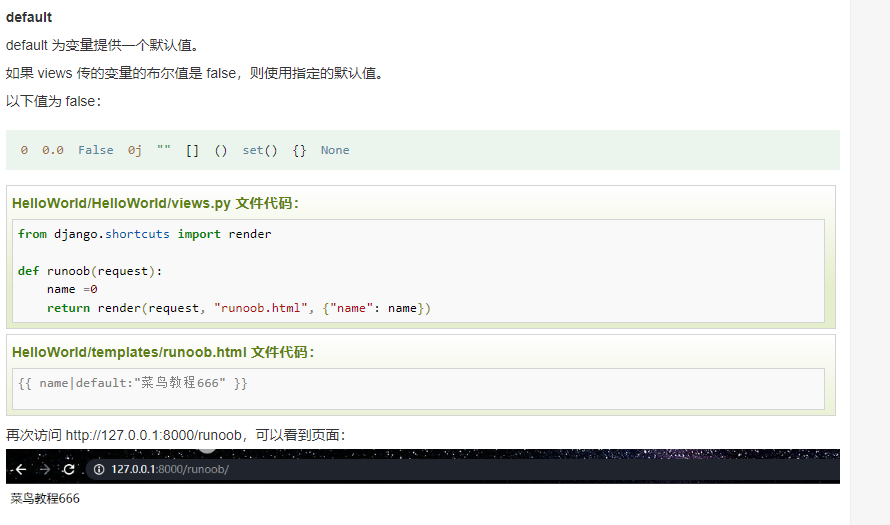 default
default 为变量提供一个默认值。
如果 views 传的变量的布尔值是 false，则使用指定的默认值。
以下值为 false：
0 0.0 False 0j "" [] () set() {} None
HelloWorld/HelloWorld/views.py 文件代码：
from django.shortcuts import render
def runoob(request):
    name =0
    return render(request, "runoob.html", {"name": name})
HelloWorld/templates/runoob.html 文件代码：
{{ name|default:"菜鸟教程666" }}
再次访问 http://127.0.0.1:8000/runoob，可以看到页面：
127.0.0.1:8000/runoob/
菜鸟教程666